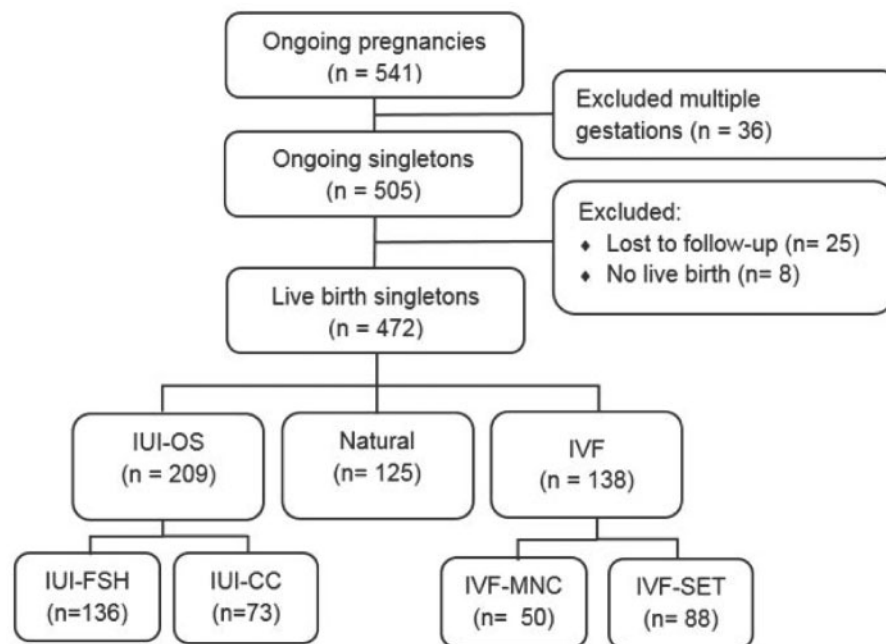 Ongoing pregnancies
(n = 541)
Excluded multiple
gestations (n = 36)
Ongoing singletons
(n = 505)
Excluded:
♦ Lost to follow-up (n= 25)
♦ No live birth (n= 8)
Live birth singletons
(n = 472)
IUI-OS
(n = 209)
Natural
(n= 125)
IVF
(n = 138)
IUI-FSH
(n=136)
IUI-CC
(n=73)
IVF-MNC
(n= 50)
IVF-SET
(n= 88)